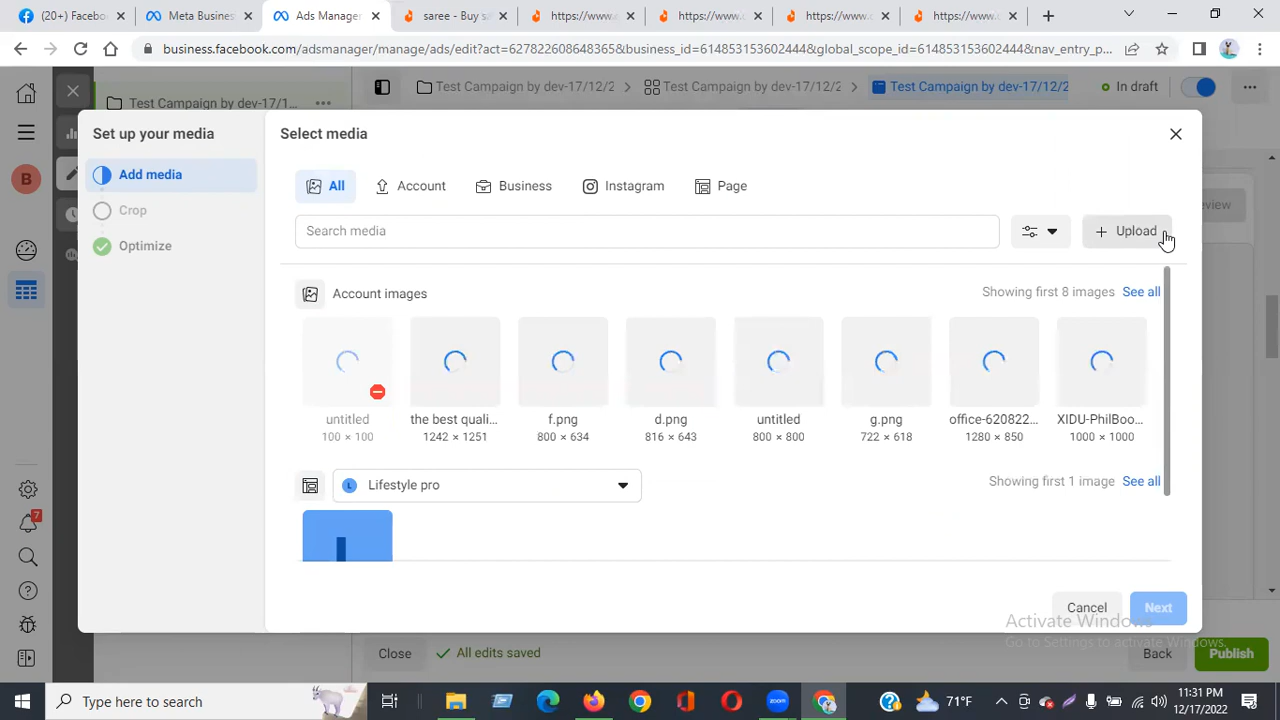 (20+) Facebo
Meta Busines
Ads Manager
saree - Buy sa
https://www.
https://www.
https://www.
https://www.
business.facebook.com/adsmanager/manage/ads/edit?act=627822608648365&business_id=6148531153602444&global_scope_id=6148531153602444&nav_entry_p...
Test Campaign by dev-17/1...
Test Campaign by dev-17/12/2
Test Campaign by dev-17/12/2
Test Campaign by dev-17/12/2
In draft
Set up your media
Select media
Add media
Crop
Optimize
All
Account
Business
Instagram
Page
Search media
Upload
Account images
Showing first 8 images
See all
untitled
100 × 100
the best quali...
1242 × 1251
f.png
800 × 634
d.png
816 × 643
untitled
800 × 800
g.png
722 × 618
office-620822...
1280 × 850
XIDU-PhilBoo...
1000 × 1000
L
Lifestyle pro
Showing first 1 image
See all
Cancel
Next
Activate Windows
Go to Settings to activate Windows.
B
7
Close
All edits saved
Back
Publish
Type here to search
zoom
71°F
11:31 PM
12/17/2022